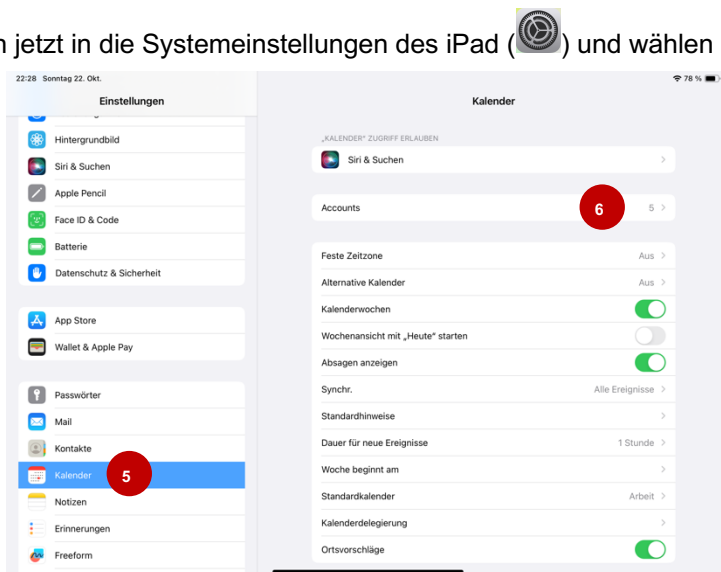 jetzt in die Systemeinstellungen des iPad ( ) und wählen
22:28 Sonntag 22. Okt.
78 %
Einstellungen
Hintergrundbild
Siri & Suchen
Apple Pencil
Face ID & Code
Batterie
Datenschutz & Sicherheit
App Store
Wallet & Apple Pay
Passwörter
Mail
Kontakte
Kalender 5
Notizen
Erinnerungen
Freeform
Kalender
„KALENDER“ ZUGRIFF ERLAUBEN
Siri & Suchen
Accounts 6 5
Feste Zeitzone Aus
Alternative Kalender Aus
Kalenderwochen
Wochenansicht mit „Heute“ starten
Absagen anzeigen
Synchr. Alle Ereignisse
Standardhinweise
Dauer für neue Ereignisse 1 Stunde
Woche beginnt am
Standardkalender Arbeit
Kalenderdelegierung
Ortsvorschläge